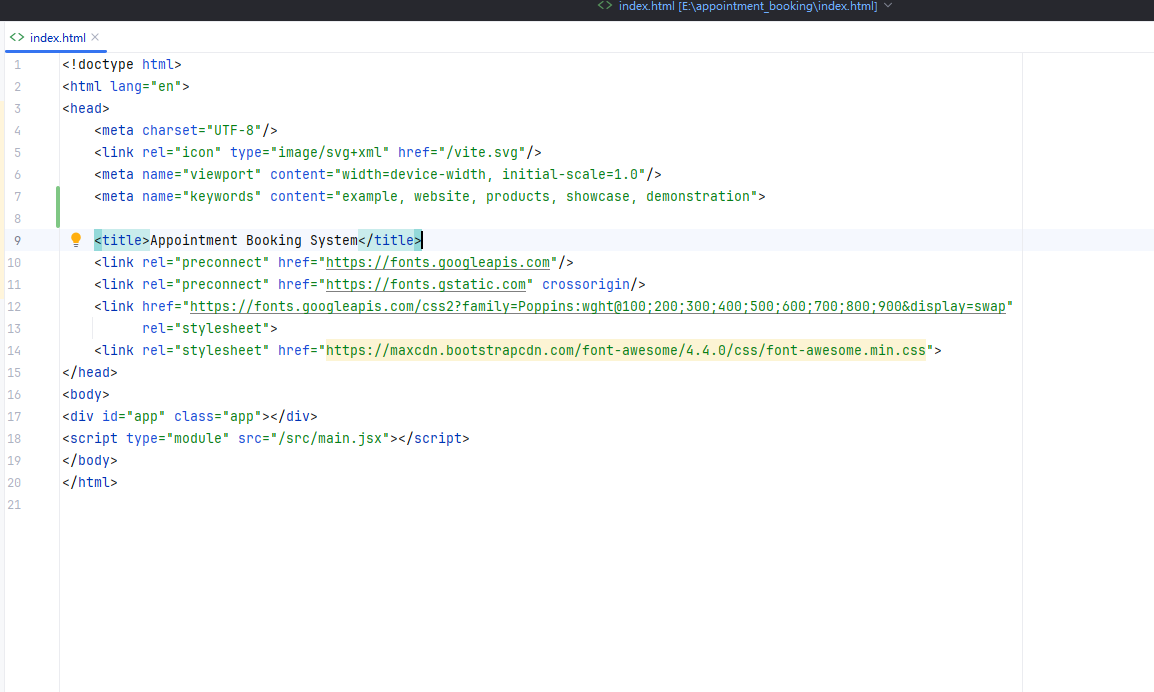 index.html [E:\appointment_booking\index.html]
index.html
1 <!doctype html>
2 <html lang="en">
3 <head>
4     <meta charset="UTF-8"/>
5     <link rel="icon" type="image/svg+xml" href="/vite.svg"/>
6     <meta name="viewport" content="width=device-width, initial-scale=1.0"/>
7     <meta name="keywords" content="example, website, products, showcase, demonstration">
8
9     <title>Appointment Booking System</title>
10     <link rel="preconnect" href="https://fonts.googleapis.com"/>
11     <link rel="preconnect" href="https://fonts.gstatic.com" crossorigin/>
12     <link href="https://fonts.googleapis.com/css2?family=Poppins:wght@100;200;300;400;500;600;700;800;900&display=swap"
13           rel="stylesheet">
14     <link rel="stylesheet" href="https://maxcdn.bootstrapcdn.com/font-awesome/4.4.0/css/font-awesome.min.css">
15 </head>
16 <body>
17 <div id="app" class="app"></div>
18 <script type="module" src="/src/main.jsx"></script>
19 </body>
20 </html>
21